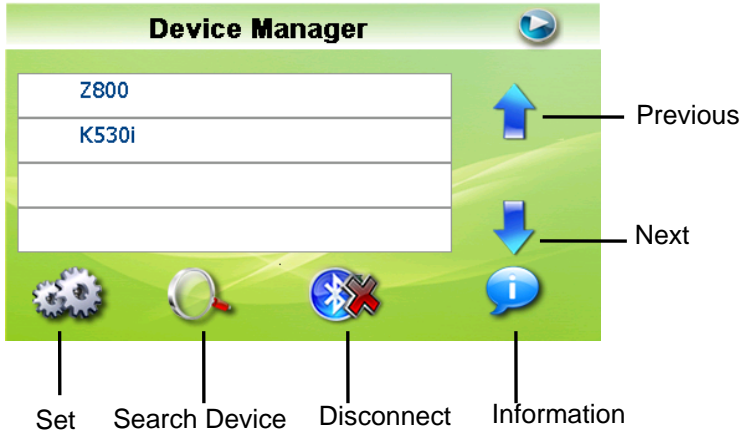 Device Manager
Z800
K530i
Previous
Next
Set
Search Device
Disconnect
Information